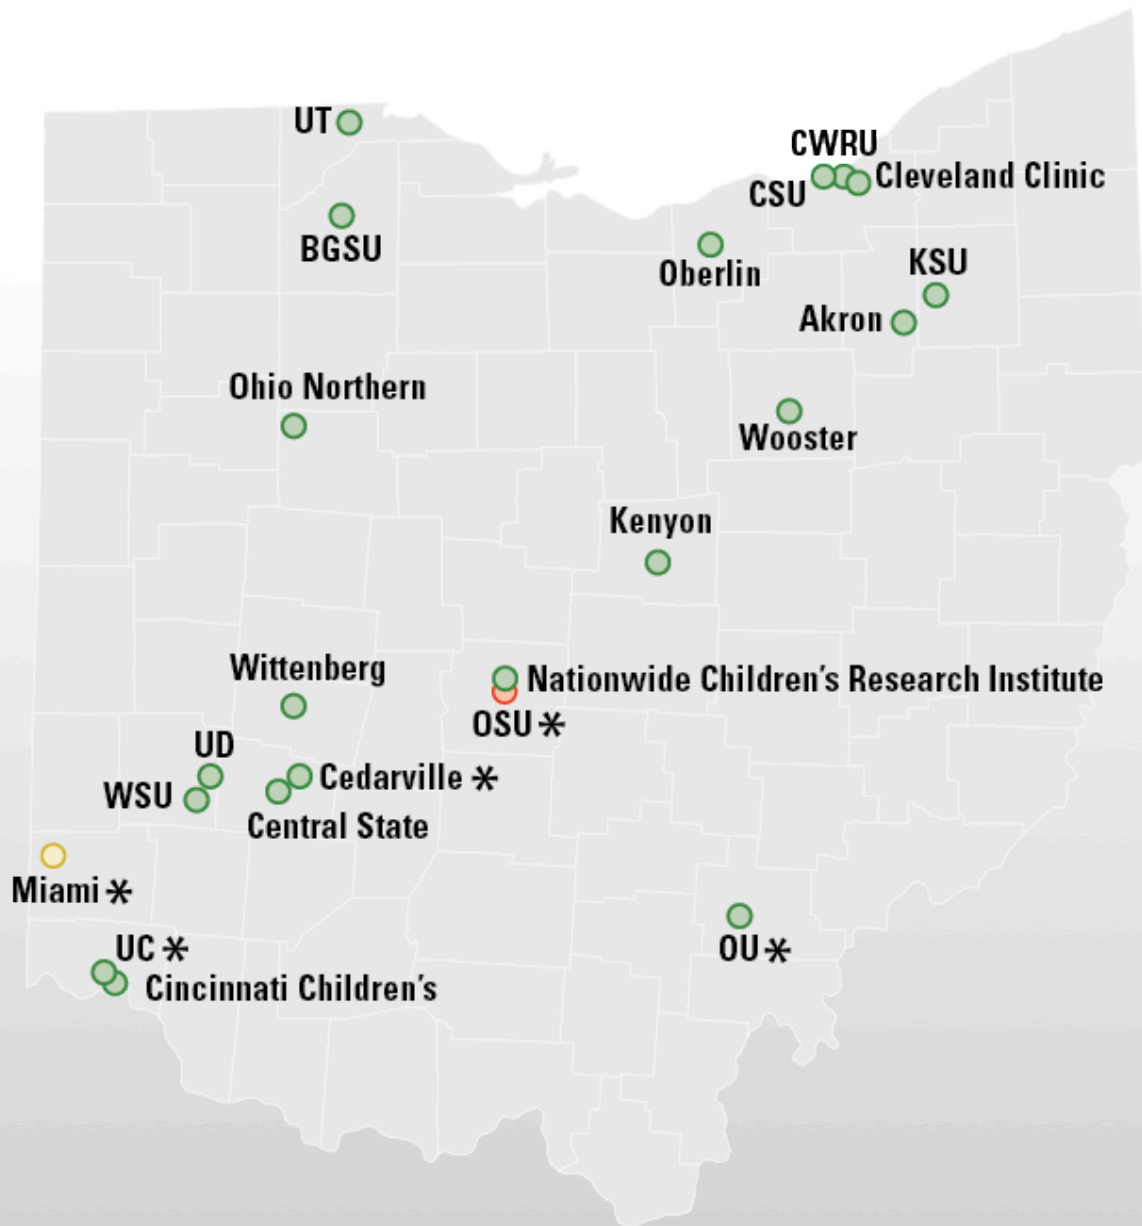 UT
CWRU
Cleveland Clinic
CSU
BGSU
Oberlin
KSU
Akron
Ohio Northern
Wooster
Kenyon
Wittenberg
Nationwide Children's Research Institute
OSU *
UD
WSU
Cedarville *
Central State
Miami *
UC *
OU *
Cincinnati Children's